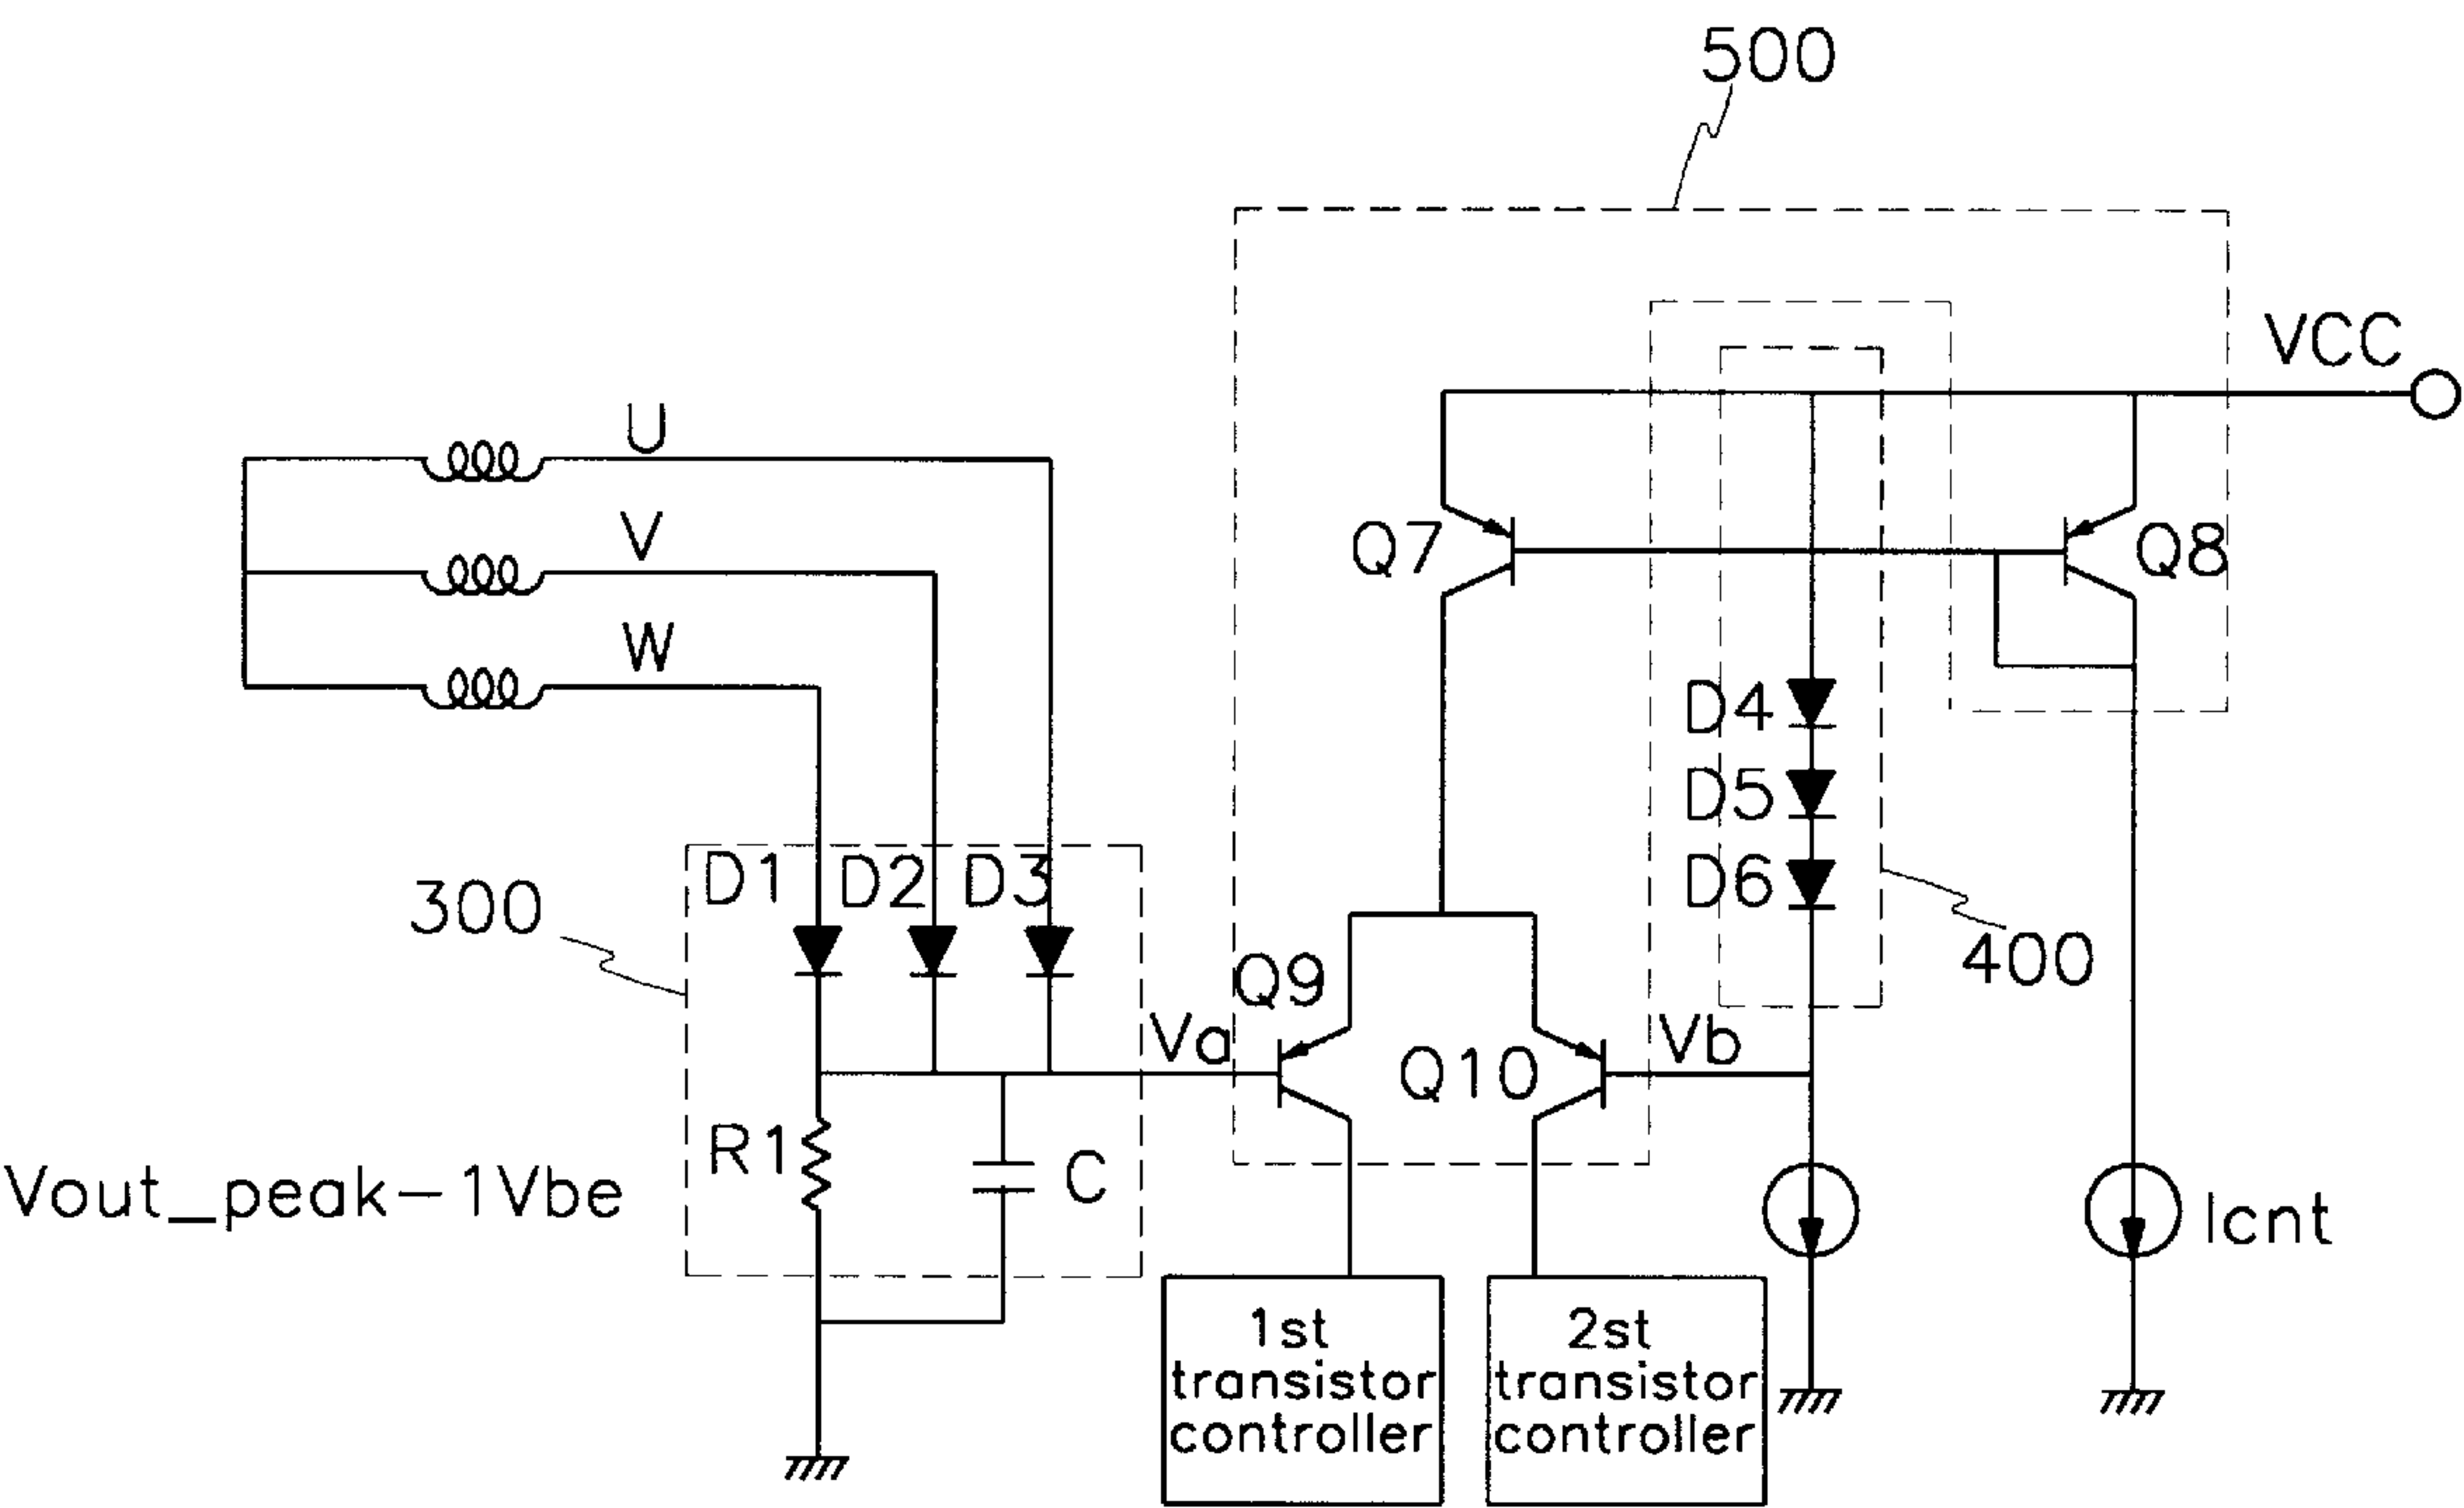 500
VCC
U
V
W
Q7
Q8
D4
D5
D6
D1
D2
D3
300
400
Q9
Va
Q10
Vb
R1
C
Vout_peak-1Vbe
Icnt
1st
transistor
controller
2st
transistor
controller